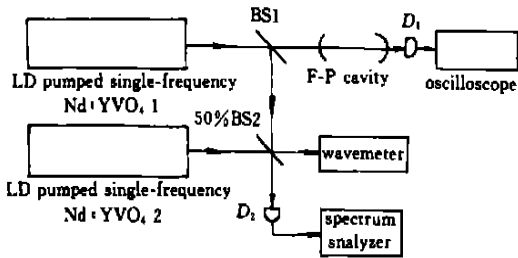 BS1
D₁
LD pumped single-frequency
Nd:YVO₄ 1
F-P cavity
oscilloscope
50%BS2
wavemeter
LD pumped single-frequency
Nd:YVO₄ 2
D₂
spectrum
snalyzer